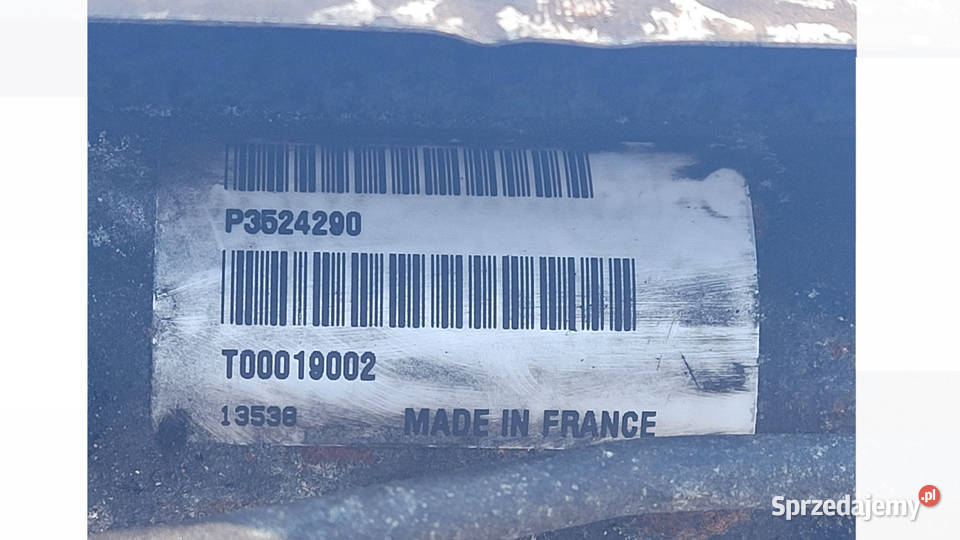 P3524290
T00019002
13538
MADE IN FRANCE
Sprzedajemy.pl